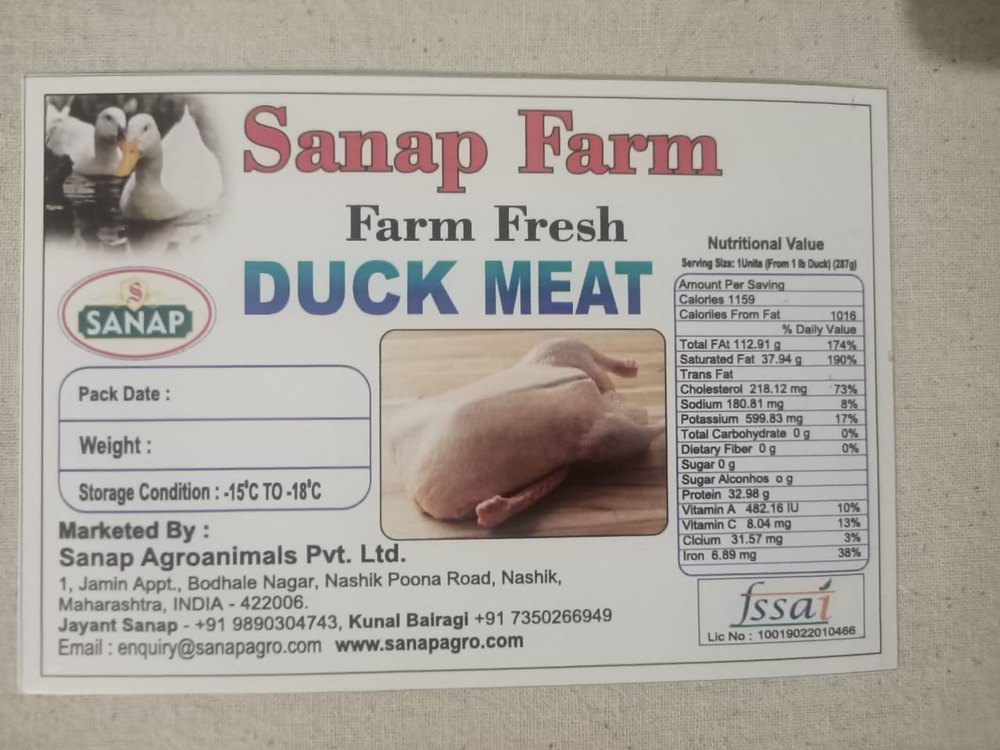 Sanap Farm
Farm Fresh
DUCK MEAT
S
SANAP
Pack Date :
Weight :
Storage Condition : -15°C TO -18°C
Marketed By :
Sanap Agroanimals Pvt. Ltd.
1, Jamin Appt., Bodhale Nagar, Nashik Poona Road, Nashik,
Maharashtra, INDIA - 422006.
Jayant Sanap - +91 9890304743, Kunal Bairagi +91 7350266949
Email : enquiry@sanapagro.com www.sanapagro.com
Nutritional Value
Serving Size: 1Units (From 1 lb Duck) (287g)
Amount Per Saving
Calories 1159
Caloriies From Fat 1016
% Daily Value
Total FAt 112.91 g 174%
Saturated Fat 37.94 g 190%
Trans Fat
Cholesterol 218.12 mg 73%
Sodium 180.81 mg 8%
Potassium 599.83 mg 17%
Total Carbohydrate 0 g 0%
Dietary Fiber 0 g 0%
Sugar 0 g
Sugar Alconhos o g
Protein 32.98 g
Vitamin A 482.16 IU 10%
Vitamin C 8.04 mg 13%
Clcium 31.57 mg 3%
Iron 6.89 mg 38%
fssai
Lic No : 10019022010466